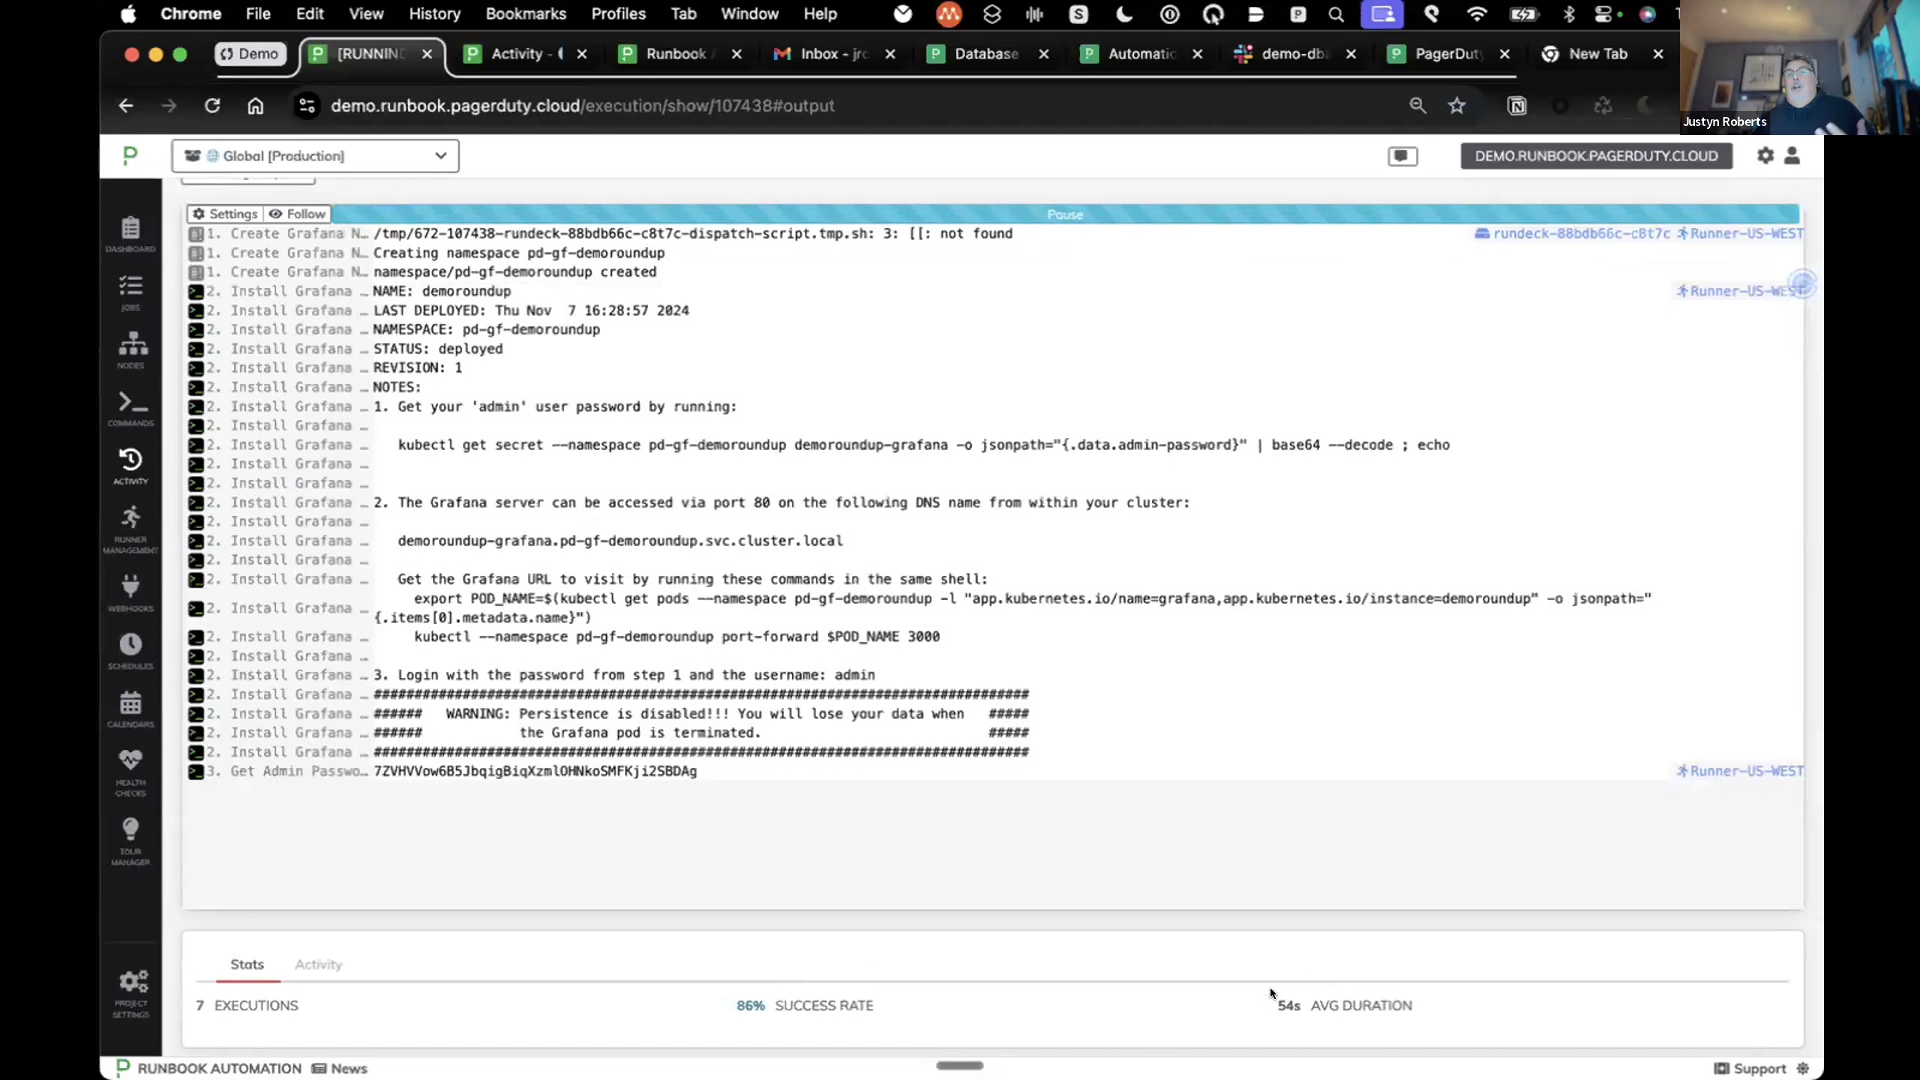 Chrome File Edit View History Bookmarks Profiles Tab Window Help
Demo [RUNNING Activity - Runbook Inbox - jr Database Automatic demo-dba PagerDut New Tab
demo.runbook.pagerduty.cloud/execution/show/107438#output
Justyn Roberts
Global [Production] DEMO.RUNBOOK.PAGERDUTY.CLOUD
DASHBOARD
JOBS
NODES
COMMANDS
ACTIVITY
RUNNER MANAGEMENT
WEBHOOKS
SCHEDULES
CALENDARS
HEALTH CHECKS
TOUR MANAGER
PROJECT SETTINGS
Settings Follow Pause
1. Create Grafana N… /tmp/672-107438-rundeck-88bdb66c-c8t7c-dispatch-script.tmp.sh: 3: [[: not found rundeck-88bdb66c-c8t7c Runner-US-WEST
1. Create Grafana N… Creating namespace pd-gf-demoroundup
1. Create Grafana N… namespace/pd-gf-demoroundup created
2. Install Grafana … NAME: demoroundup Runner-US-WEST
2. Install Grafana … LAST DEPLOYED: Thu Nov  7 16:28:57 2024
2. Install Grafana … NAMESPACE: pd-gf-demoroundup
2. Install Grafana … STATUS: deployed
2. Install Grafana … REVISION: 1
2. Install Grafana … NOTES:
2. Install Grafana … 1. Get your 'admin' user password by running:
2. Install Grafana …
2. Install Grafana … kubectl get secret --namespace pd-gf-demoroundup demoroundup-grafana -o jsonpath="{.data.admin-password}" | base64 --decode ; echo
2. Install Grafana …
2. Install Grafana …
2. Install Grafana … 2. The Grafana server can be accessed via port 80 on the following DNS name from within your cluster:
2. Install Grafana …
2. Install Grafana … demoroundup-grafana.pd-gf-demoroundup.svc.cluster.local
2. Install Grafana …
2. Install Grafana … Get the Grafana URL to visit by running these commands in the same shell:
2. Install Grafana … export POD_NAME=$(kubectl get pods --namespace pd-gf-demoroundup -l "app.kubernetes.io/name=grafana,app.kubernetes.io/instance=demoroundup" -o jsonpath="
{.items[0].metadata.name}")
2. Install Grafana … kubectl --namespace pd-gf-demoroundup port-forward $POD_NAME 3000
2. Install Grafana …
2. Install Grafana … 3. Login with the password from step 1 and the username: admin
2. Install Grafana … #################################################################################
2. Install Grafana … ###### WARNING: Persistence is disabled!!! You will lose your data when #####
2. Install Grafana … ###### the Grafana pod is terminated. #####
2. Install Grafana … #################################################################################
3. Get Admin Passwo… 7ZVHVVow6B5JbqigBiqXzmlOHNkoSMFKji2SBDAg Runner-US-WEST
Stats Activity
7 EXECUTIONS 86% SUCCESS RATE 54s AVG DURATION
RUNBOOK AUTOMATION News Support